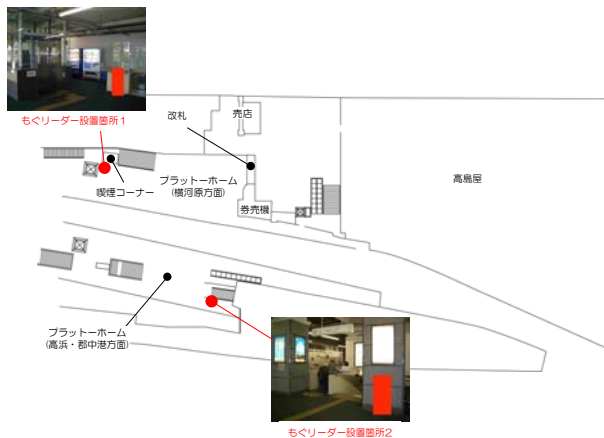 もぐリーダー設置箇所1
改札
売店
喫煙コーナー
プラットーホーム
(横河原方面)
券売機
高島屋
プラットーホーム
(高浜・郡中港方面)
もぐリーダー設置箇所2